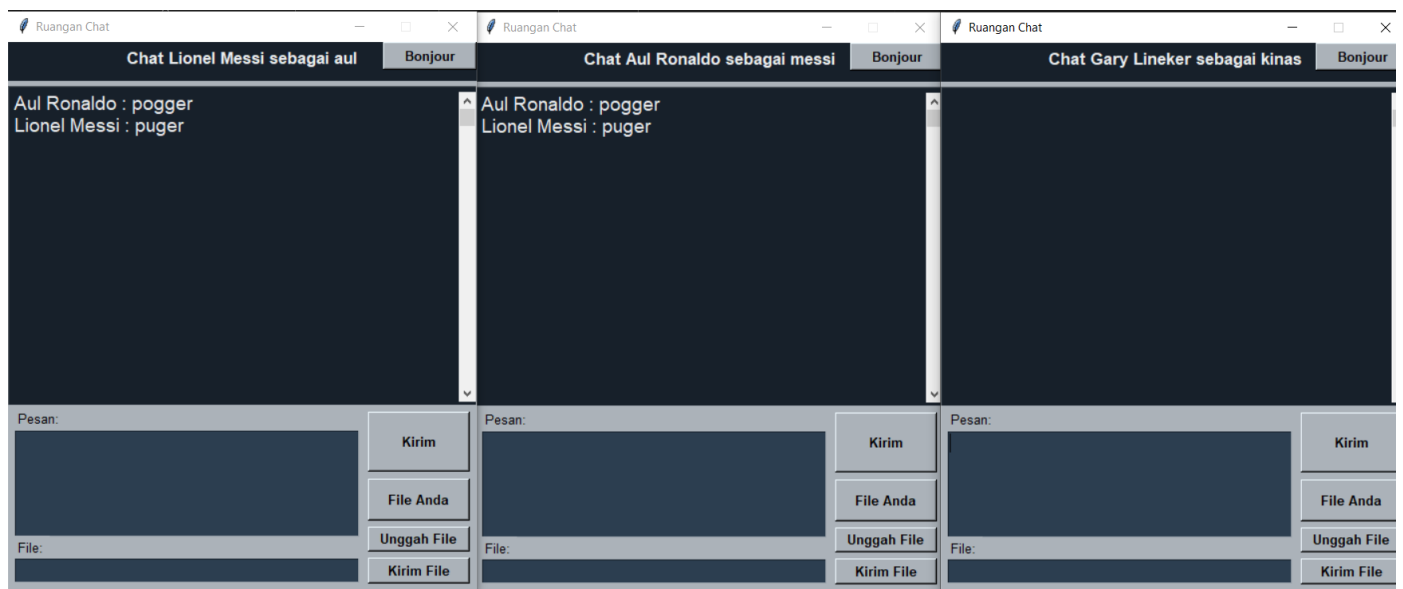 Ruangan Chat
Chat Lionel Messi sebagai aul
Bonjour
Aul Ronaldo : pogger
Lionel Messi : puger
Pesan:
Kirim
File Anda
Unggah File
File:
Kirim File
Ruangan Chat
Chat Aul Ronaldo sebagai messi
Bonjour
Aul Ronaldo : pogger
Lionel Messi : puger
Pesan:
Kirim
File Anda
Unggah File
File:
Kirim File
Ruangan Chat
Chat Gary Lineker sebagai kinas
Bonjour
Pesan:
Kirim
File Anda
Unggah File
File:
Kirim File